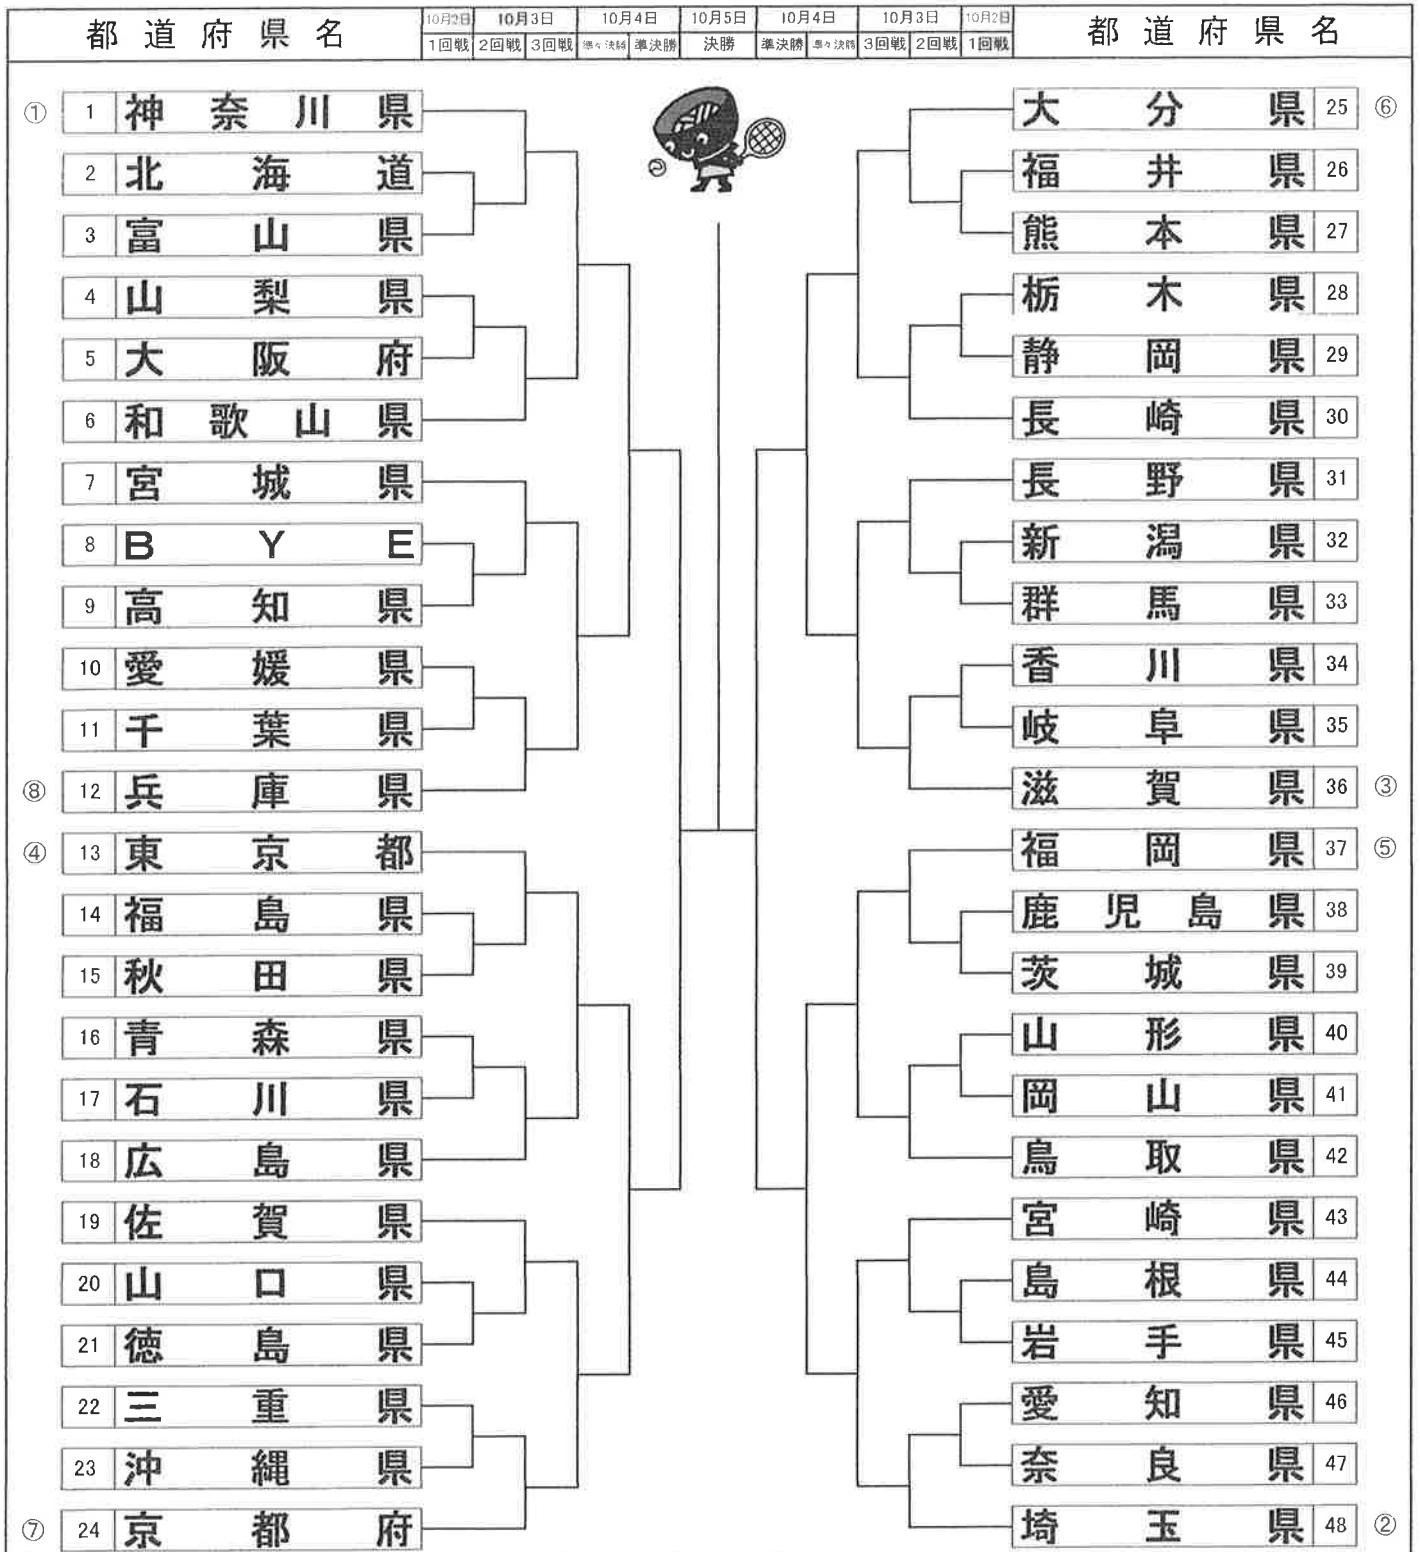 都道府県名 10月2日 10月3日 10月4日 10月5日 10月4日 10月3日 10月2日 都道府県名
1回戦 2回戦 3回戦 準々決勝 準決勝 決勝 準決勝 準々決勝 3回戦 2回戦 1回戦
① 1 神奈川県 大分県 25 ⑥
2 北海道 福井県 26
3 富山県 熊本県 27
4 山梨県 栃木県 28
5 大阪府 静岡県 29
6 和歌山県 長崎県 30
7 宮城県 長野県 31
8 BYE 新潟県 32
9 高知県 群馬県 33
10 愛媛県 香川県 34
11 千葉県 岐阜県 35
⑧ 12 兵庫県 滋賀県 36 ③
④ 13 東京都 福岡県 37 ⑤
14 福島県 鹿児島県 38
15 秋田県 茨城県 39
16 青森県 山形県 40
17 石川県 岡山県 41
18 広島県 鳥取県 42
19 佐賀県 宮崎県 43
20 山口県 島根県 44
21 徳島県 岩手県 45
22 三重県 愛知県 46
23 沖縄県 奈良県 47
⑦ 24 京都府 埼玉県 48 ②